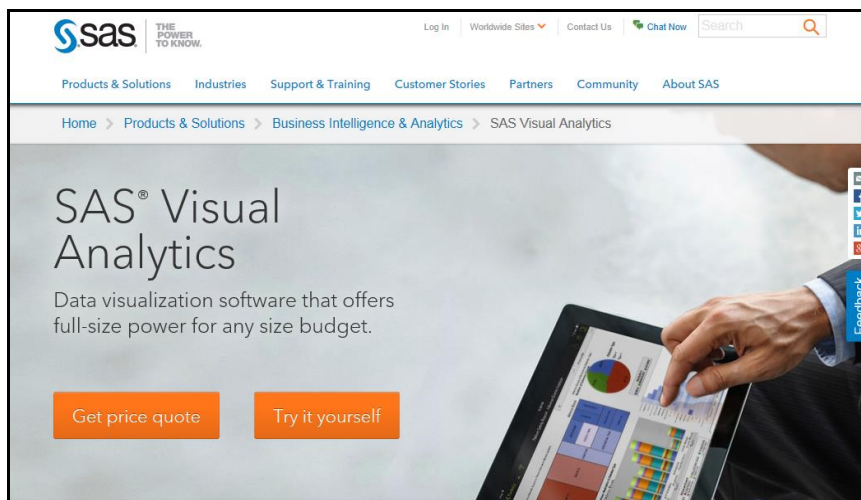 sas THE
POWER
TO KNOW.
Log In Worldwide Sites Contact Us Chat Now Search
Products & Solutions Industries Support & Training Customer Stories Partners Community About SAS
Home Products & Solutions Business Intelligence & Analytics SAS Visual Analytics
SAS® Visual
Analytics
Data visualization software that offers
full-size power for any size budget.
Get price quote Try it yourself
Feedback